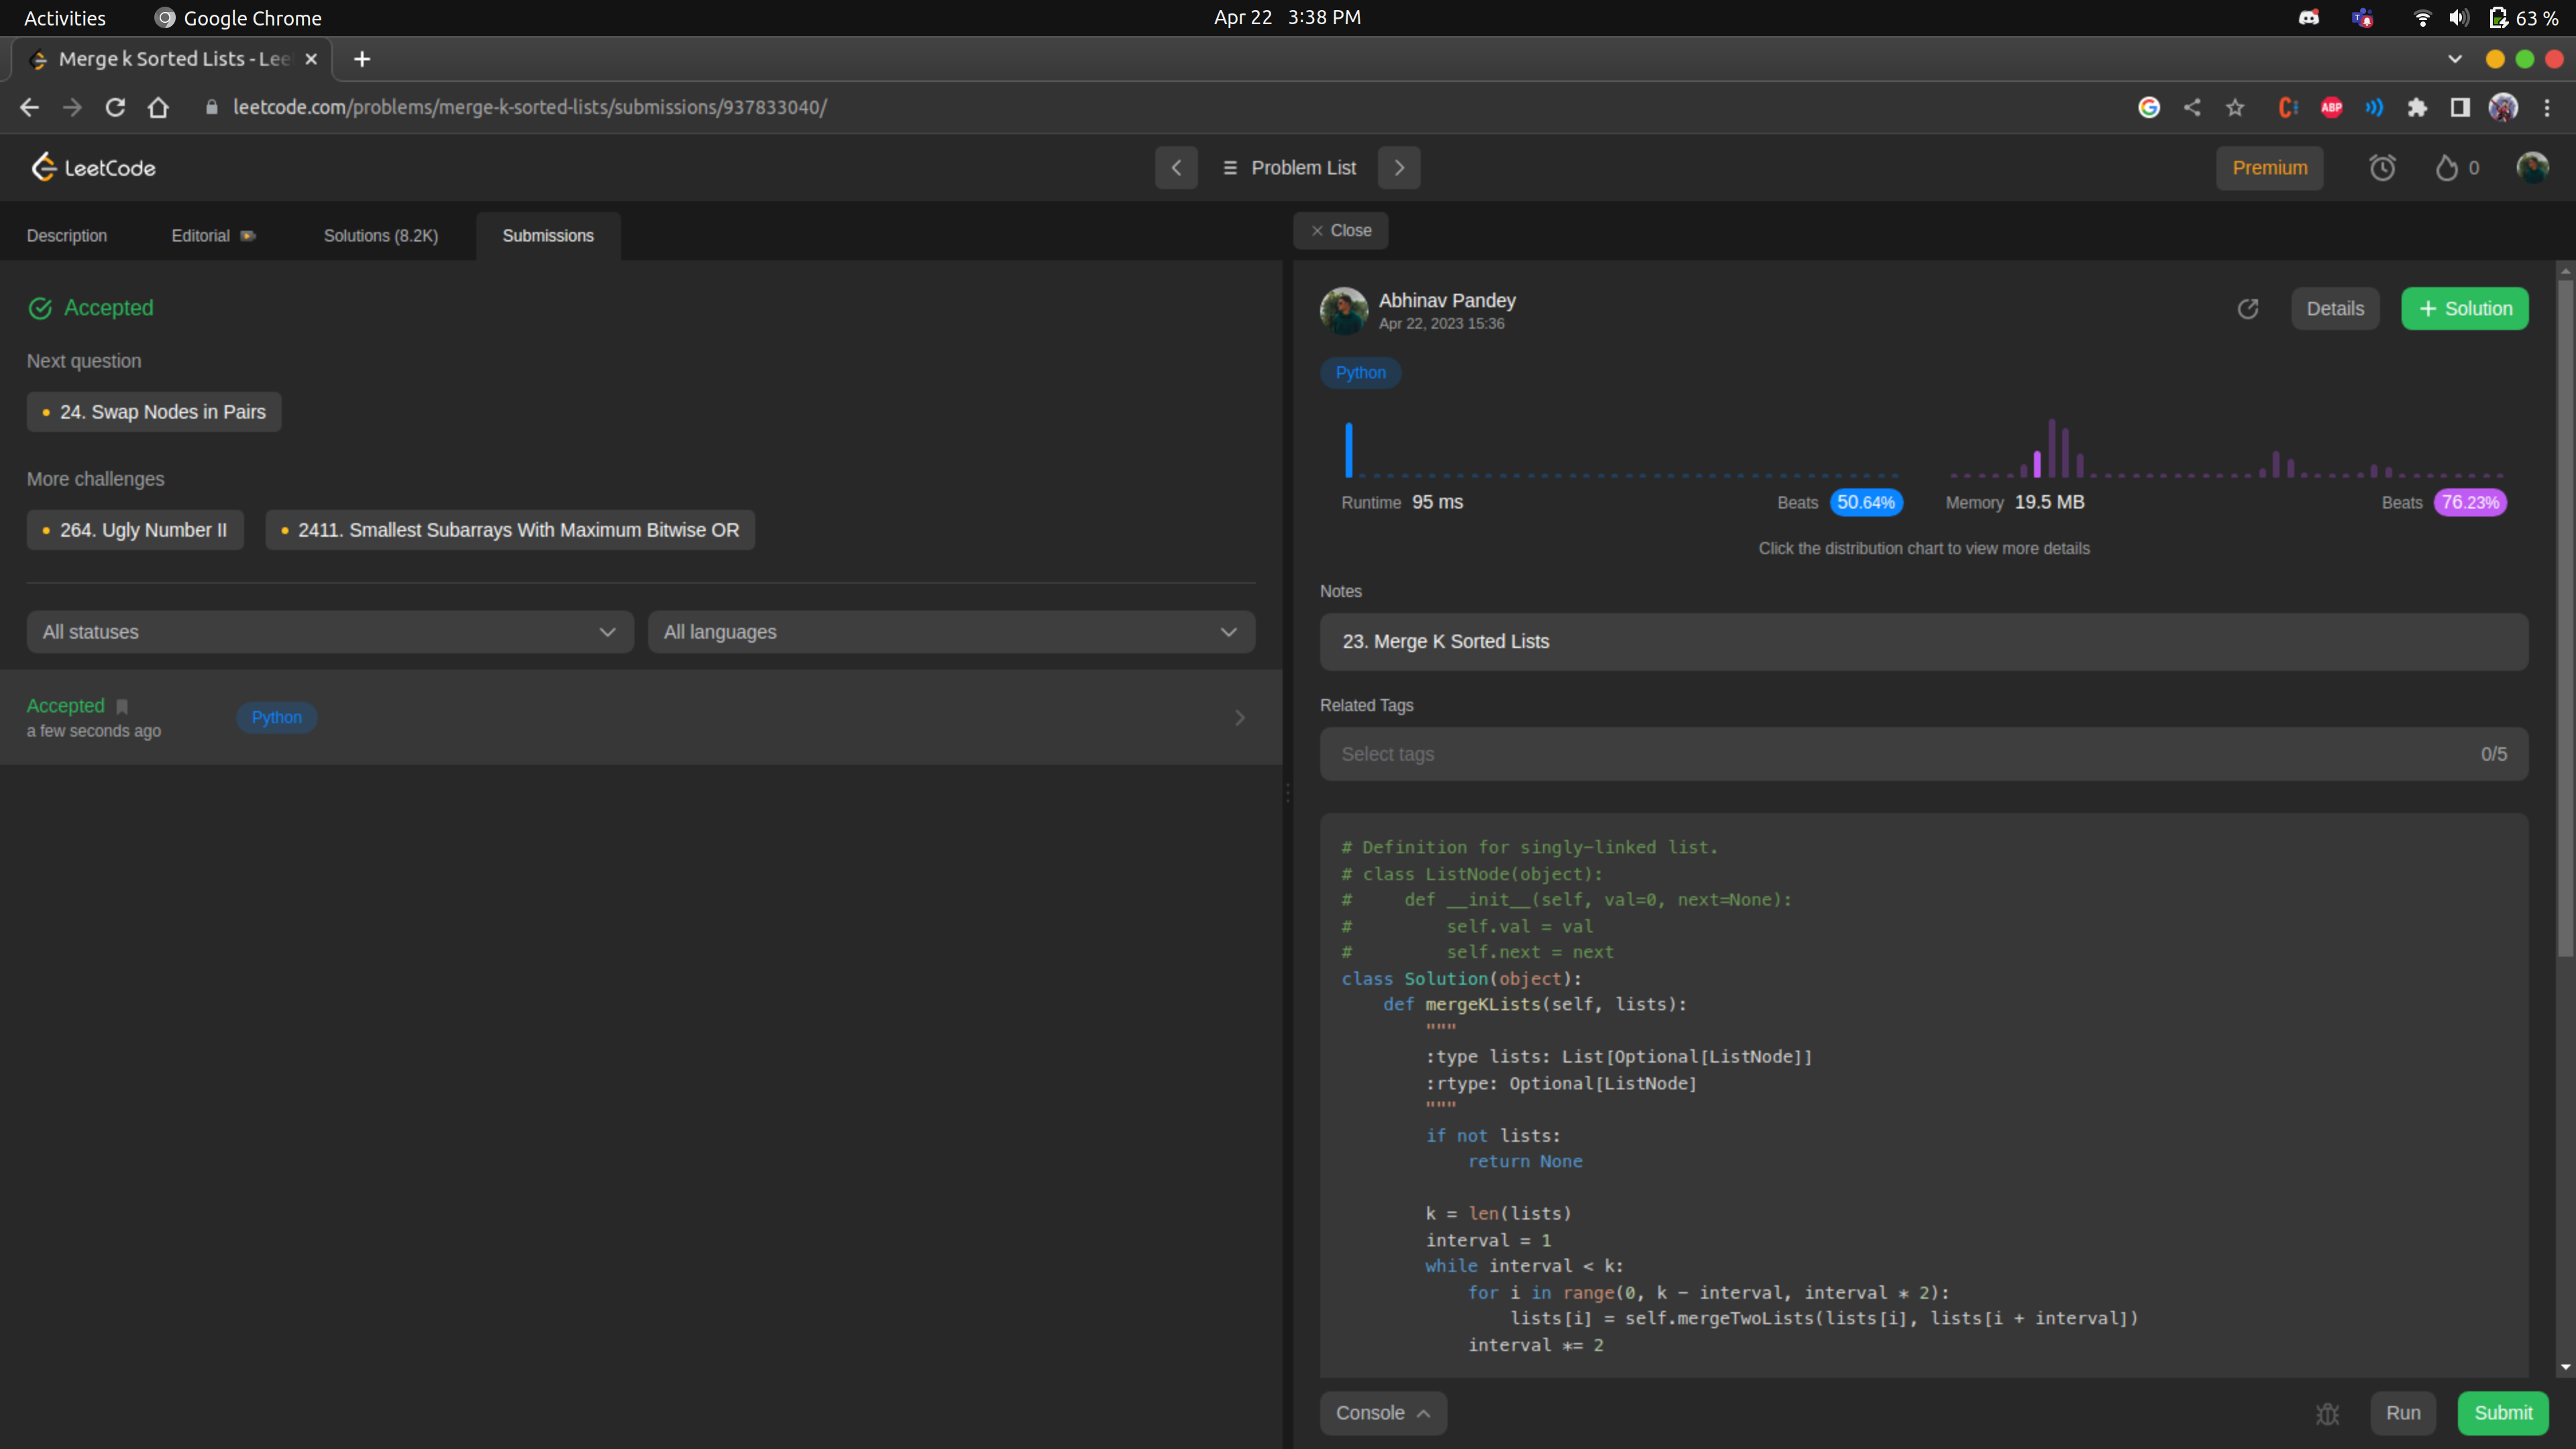 Activities
Google Chrome
Apr 22 3:38 PM
63 %
Merge k Sorted Lists - Lee
leetcode.com/problems/merge-k-sorted-lists/submissions/937833040/
ABP
LeetCode
Problem List
Premium
0
Description
Editorial
Solutions (8.2K)
Submissions
Close
Accepted
Next question
24. Swap Nodes in Pairs
More challenges
264. Ugly Number II
2411. Smallest Subarrays With Maximum Bitwise OR
All statuses
All languages
Accepted
a few seconds ago
Python
Abhinav Pandey
Apr 22, 2023 15:36
Details
+ Solution
Python
Runtime 95 ms
Beats 50.64%
Memory 19.5 MB
Beats 76.23%
Click the distribution chart to view more details
Notes
23. Merge K Sorted Lists
Related Tags
Select tags
0/5
# Definition for singly-linked list.
# class ListNode(object):
#     def __init__(self, val=0, next=None):
#         self.val = val
#         self.next = next
class Solution(object):
    def mergeKLists(self, lists):
        """
        :type lists: List[Optional[ListNode]]
        :rtype: Optional[ListNode]
        """
        if not lists:
            return None
        k = len(lists)
        interval = 1
        while interval < k:
            for i in range(0, k - interval, interval * 2):
                lists[i] = self.mergeTwoLists(lists[i], lists[i + interval])
            interval *= 2
Console
Run
Submit